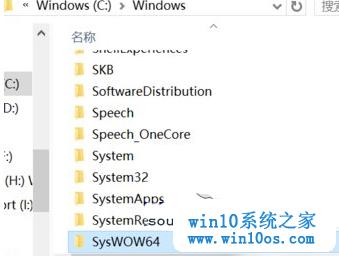 Windows (C:) › Windows
搜索
名称
ShellExperiences
SKB
SoftwareDistribution
C:)
Speech
D:)
Speech_OneCore
System
:)
System32
(H:) W
SystemApps
ort (I:)
SystemResou
SysWOW64
win10系统之家
www.win10os.com